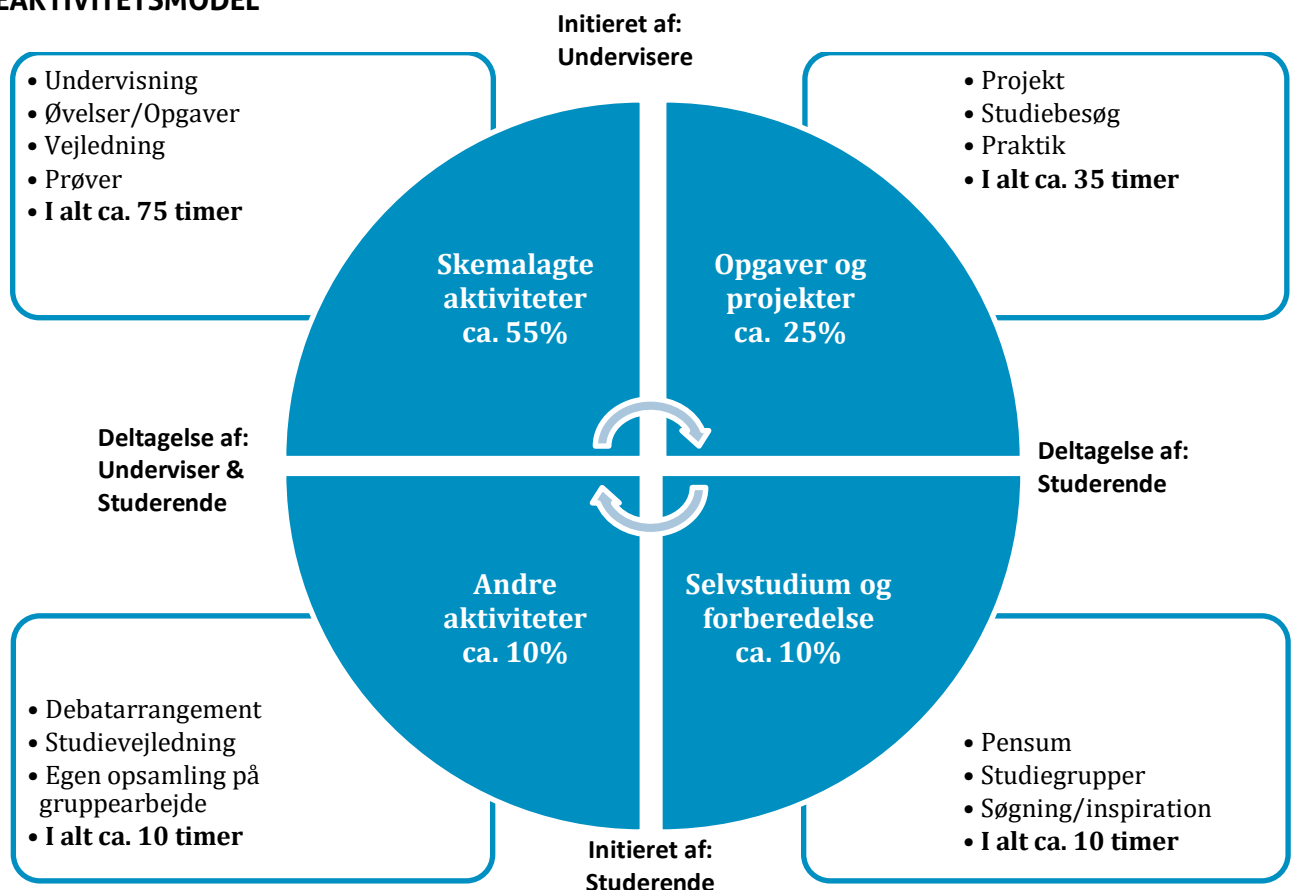 EAKTIVITETSMODEL
Initieret af:
Undervisere
• Undervisning
• Øvelser/Opgaver
• Vejledning
• Prøver
• I alt ca. 75 timer
• Projekt
• Studiebesøg
• Praktik
• I alt ca. 35 timer
Skemalagte
aktiviteter
ca. 55%
Opgaver og
projekter
ca. 25%
Deltagelse af:
Underviser &
Studerende
Deltagelse af:
Studerende
Andre
aktiviteter
ca. 10%
Selvstudium og
forberedelse
ca. 10%
• Debatarrangement
• Studievejledning
• Egen opsamling på
gruppearbejde
• I alt ca. 10 timer
• Pensum
• Studiegrupper
• Søgning/inspiration
• I alt ca. 10 timer
Initieret af:
Studerende